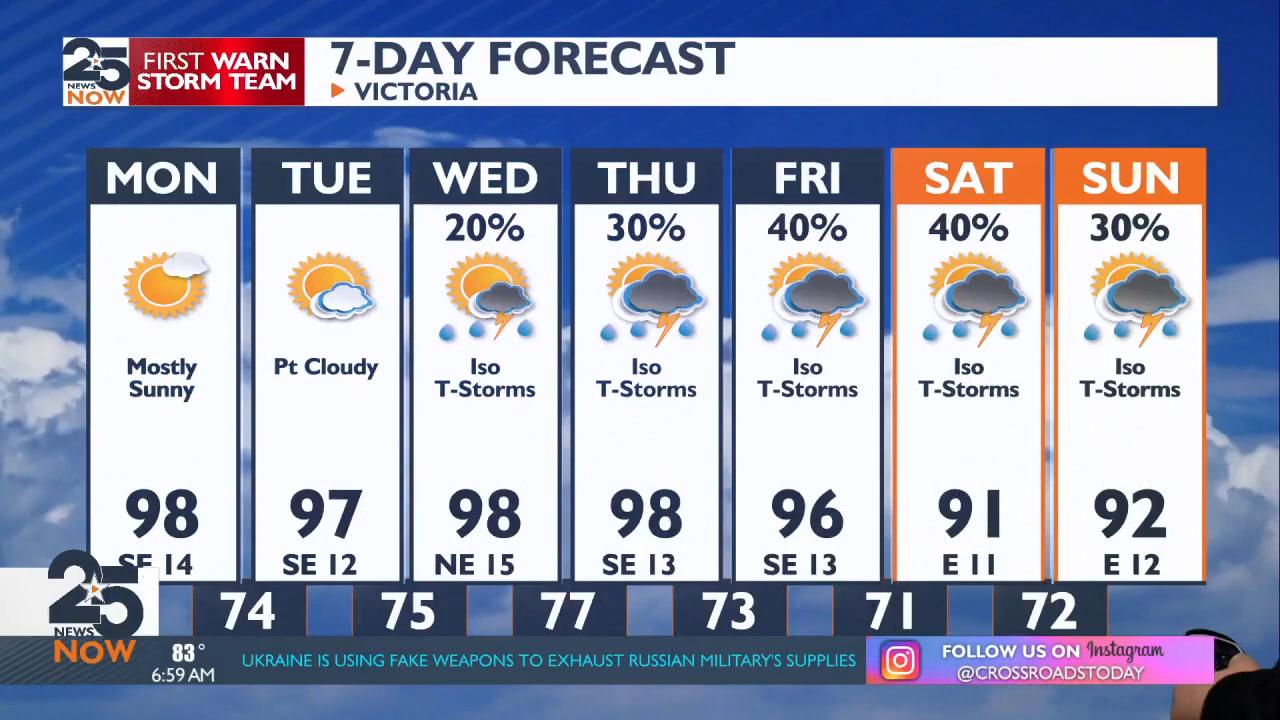 25
NEWS
NOW
FIRST WARN
STORM TEAM
7-DAY FORECAST
VICTORIA
MON
Mostly
Sunny
98
SE 14
TUE
Pt Cloudy
97
SE 12
WED
20%
Iso
T-Storms
98
NE 15
THU
30%
Iso
T-Storms
98
SE 13
FRI
40%
Iso
T-Storms
96
SE 13
SAT
40%
Iso
T-Storms
91
E 11
SUN
30%
Iso
T-Storms
92
E 12
74
75
77
73
71
72
25
NEWS
NOW
83°
6:59 AM
UKRAINE IS USING FAKE WEAPONS TO EXHAUST RUSSIAN MILITARY'S SUPPLIES
FOLLOW US ON Instagram
@CROSSROADSTODAY